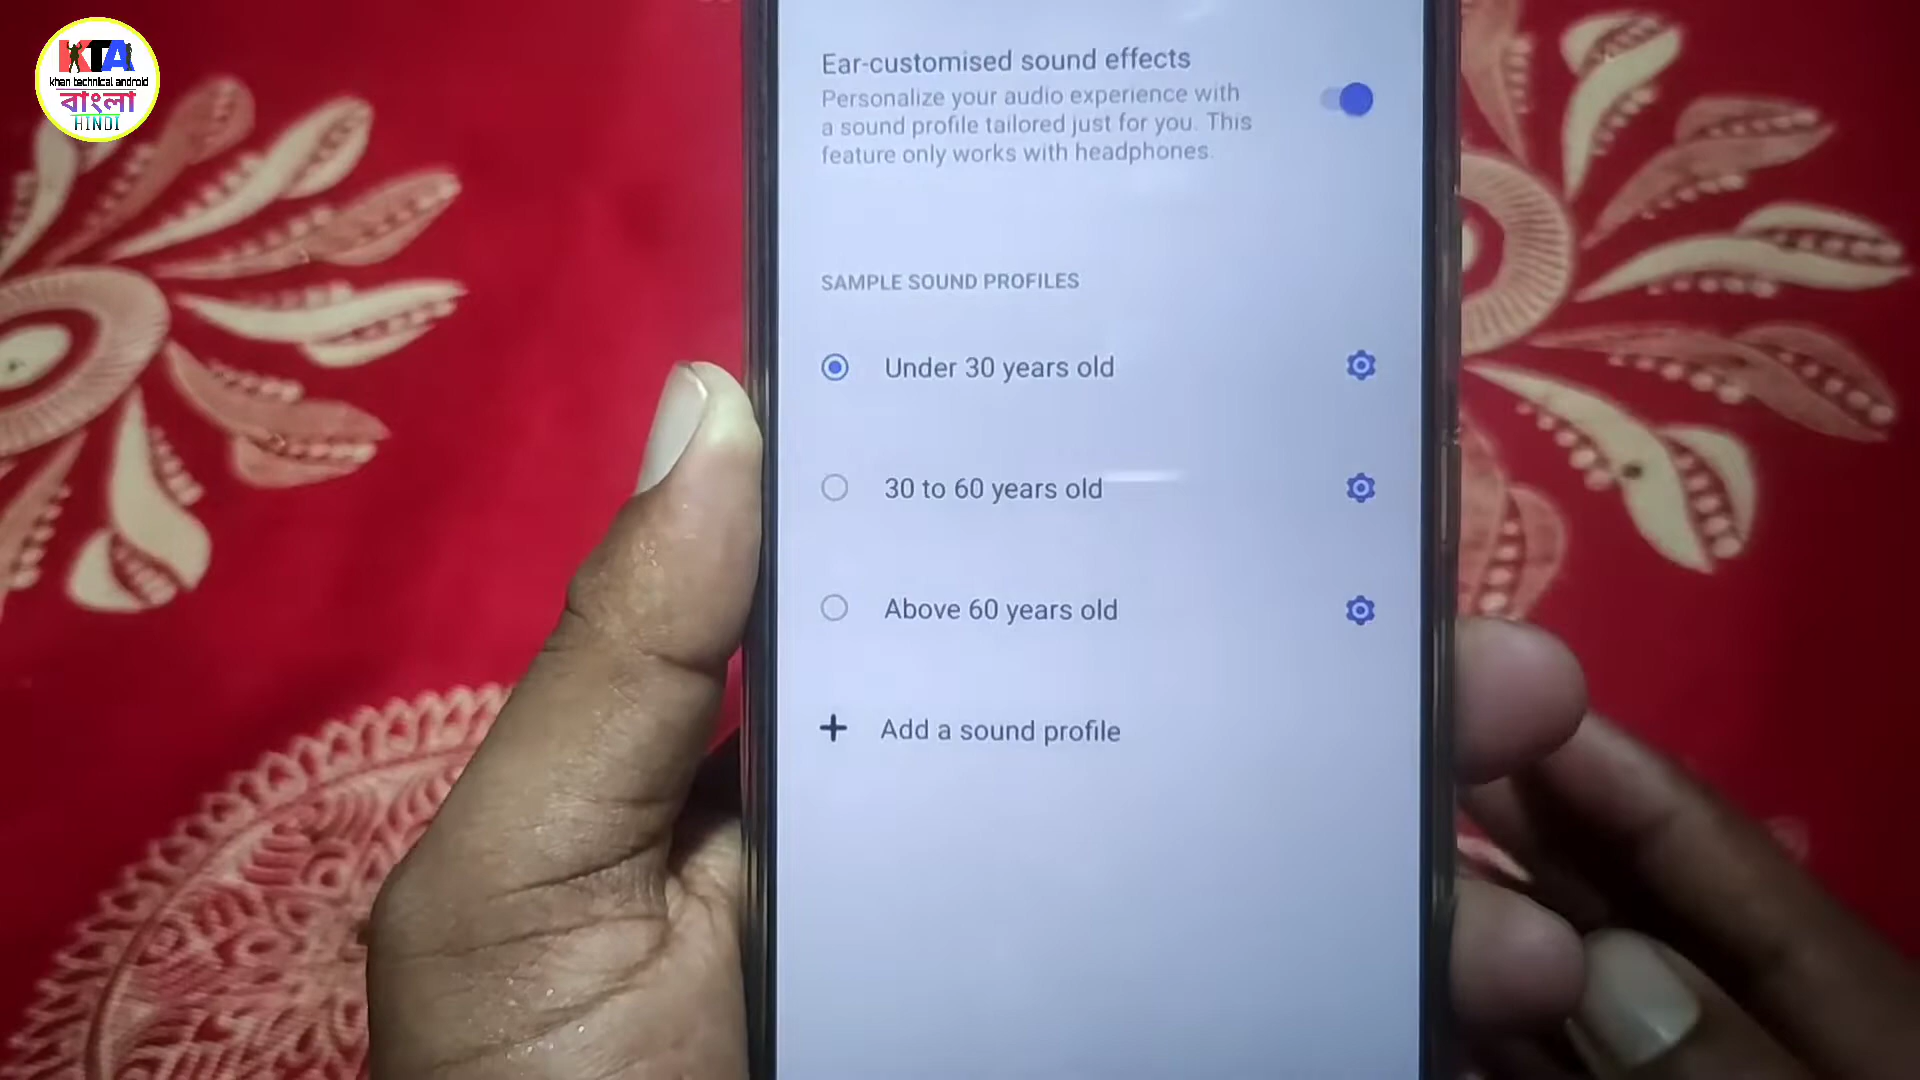 KTA
khan technical android
বাংলা
HINDI
Ear-customised sound effects
Personalize your audio experience with
a sound profile tailored just for you. This
feature only works with headphones.
SAMPLE SOUND PROFILES
Under 30 years old
30 to 60 years old
Above 60 years old
+ Add a sound profile